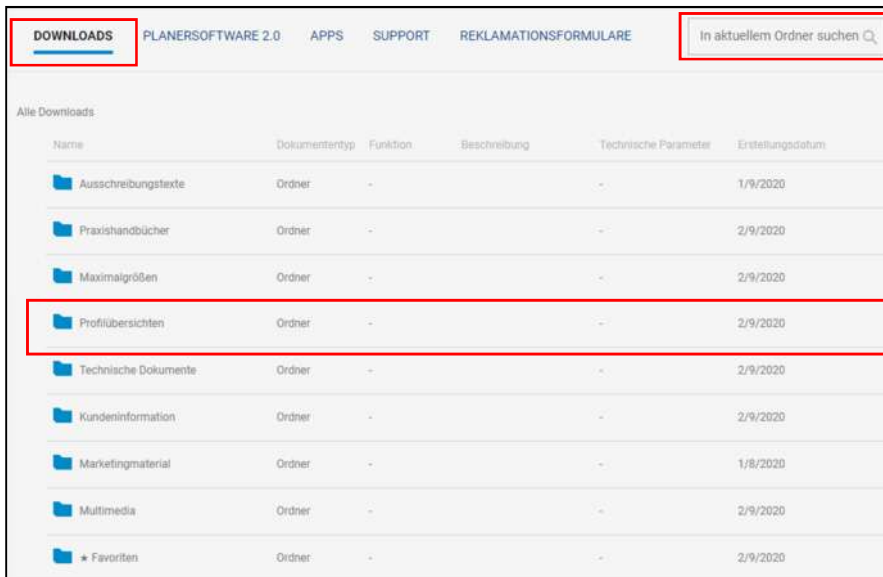 DOWNLOADS PLANERSOFTWARE 2.0 APPS SUPPORT REKLAMATIONSFORMULARE In aktuellem Ordner suchen
Alle Downloads
Name Dokumententyp Funktion Beschreibung Technische Parameter Erstellungsdatum
Ausschreibungstexte Ordner - - 1/9/2020
Praxishandbücher Ordner - - 2/9/2020
Maximalgrößen Ordner - - 2/9/2020
Profilübersichten Ordner - - 2/9/2020
Technische Dokumente Ordner - - 2/9/2020
Kundeninformation Ordner - - 2/9/2020
Marketingmaterial Ordner - - 1/8/2020
Multimedia Ordner - - 2/9/2020
★ Favoriten Ordner - - 2/9/2020